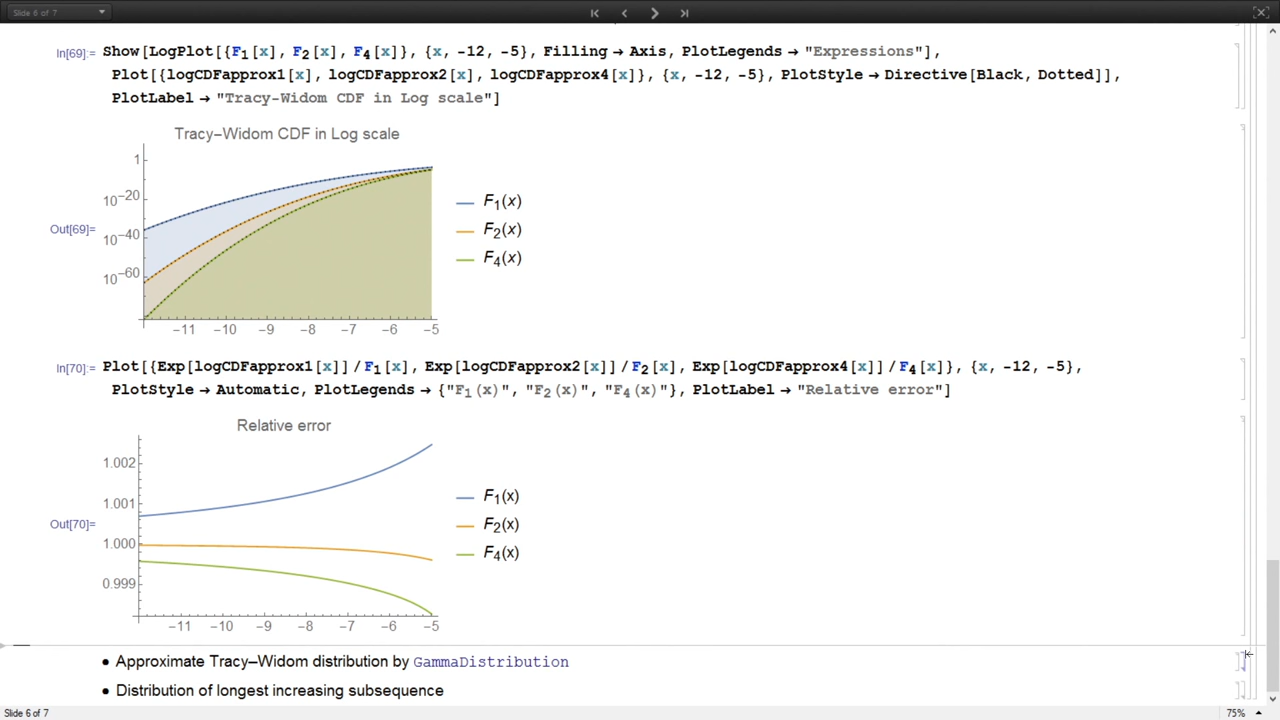 Slide 6 of 7
In[69]:= Show[LogPlot[{F₁[x], F₂[x], F₄[x]}, {x, -12, -5}, Filling → Axis, PlotLegends → "Expressions"],
Plot[{logCDFapprox1[x], logCDFapprox2[x], logCDFapprox4[x]}, {x, -12, -5}, PlotStyle → Directive[Black, Dotted]],
PlotLabel → "Tracy-Widom CDF in Log scale"]
Tracy–Widom CDF in Log scale
1
10⁻²⁰
10⁻⁴⁰
10⁻⁶⁰
Out[69]=
−11 −10 −9 −8 −7 −6 −5
F₁(x)
F₂(x)
F₄(x)
In[70]:= Plot[{Exp[logCDFapprox1[x]] / F₁[x], Exp[logCDFapprox2[x]] / F₂[x], Exp[logCDFapprox4[x]] / F₄[x]}, {x, -12, -5},
PlotStyle → Automatic, PlotLegends → {"F₁(x)", "F₂(x)", "F₄(x)"}, PlotLabel → "Relative error"]
Relative error
1.002
1.001
1.000
0.999
Out[70]=
−11 −10 −9 −8 −7 −6 −5
F₁(x)
F₂(x)
F₄(x)
• Approximate Tracy–Widom distribution by GammaDistribution
• Distribution of longest increasing subsequence
Slide 6 of 7
75%